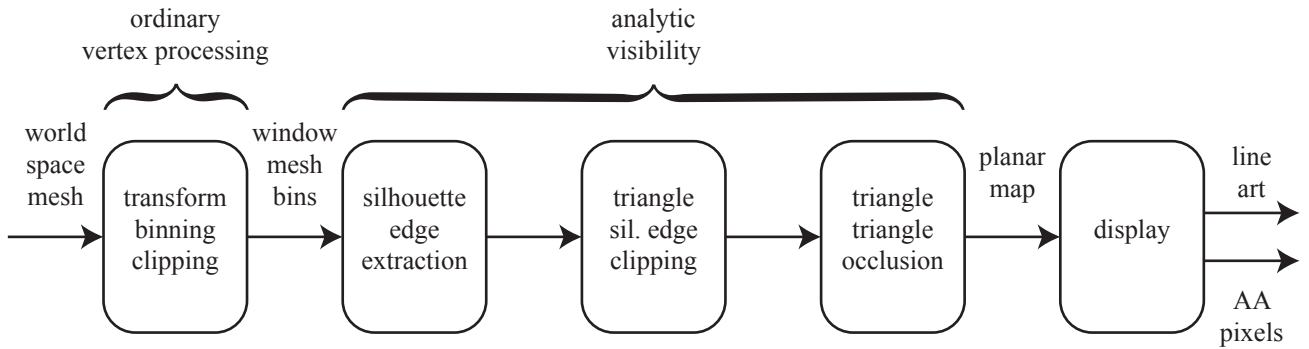 ordinary
vertex processing
analytic
visibility
world
space
mesh
transform
binning
clipping
window
mesh
bins
silhouette
edge
extraction
triangle
sil. edge
clipping
triangle
triangle
occlusion
planar
map
display
line
art
AA
pixels